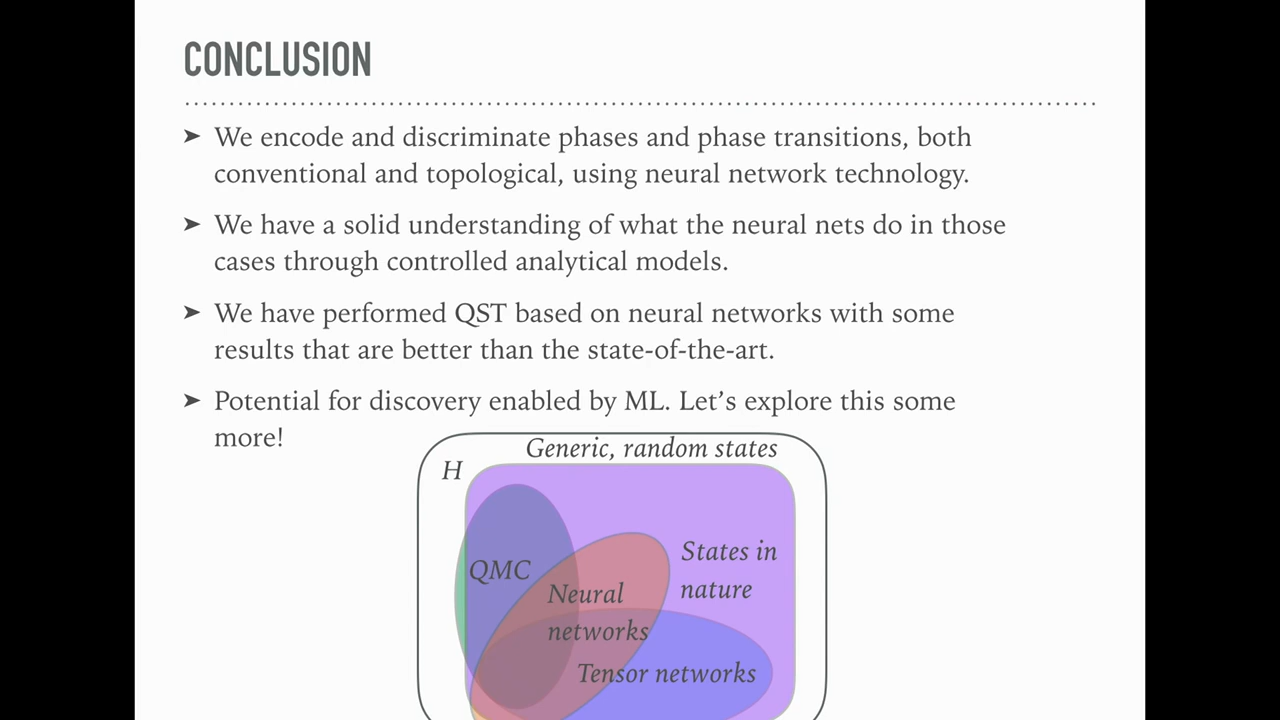 CONCLUSION
➤ We encode and discriminate phases and phase transitions, both
conventional and topological, using neural network technology.
➤ We have a solid understanding of what the neural nets do in those
cases through controlled analytical models.
➤ We have performed QST based on neural networks with some
results that are better than the state-of-the-art.
➤ Potential for discovery enabled by ML. Let’s explore this some
more!
Generic, random states
H
States in
nature
QMC
Neural
networks
Tensor networks